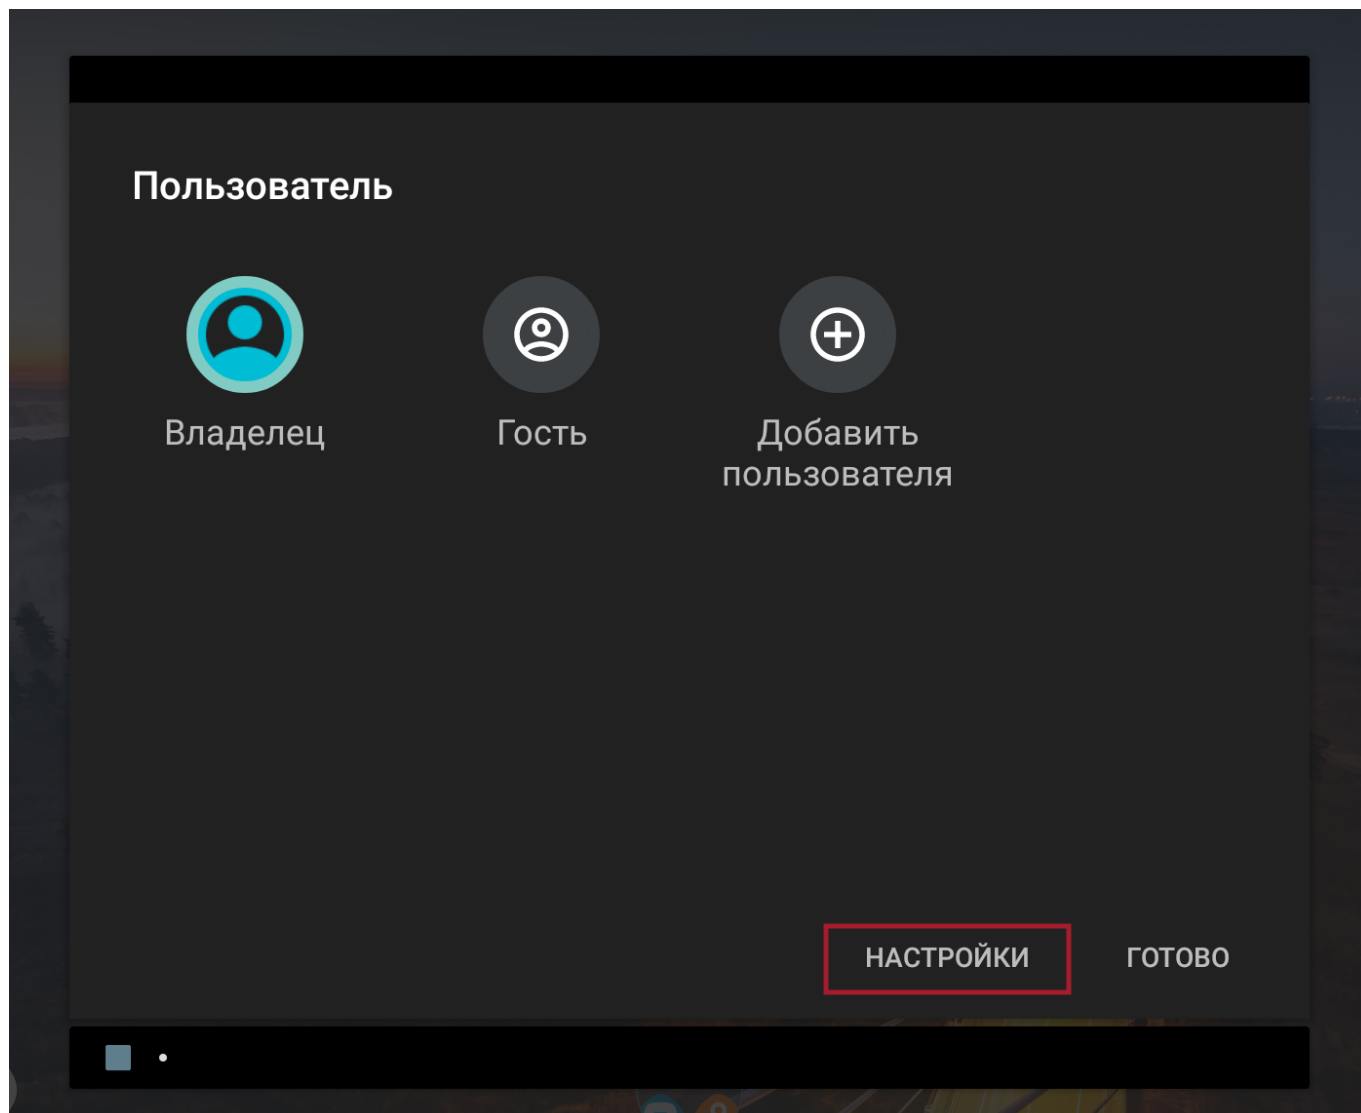 Пользователь
Владелец
Гость
Добавить
пользователя
НАСТРОЙКИ
ГОТОВО